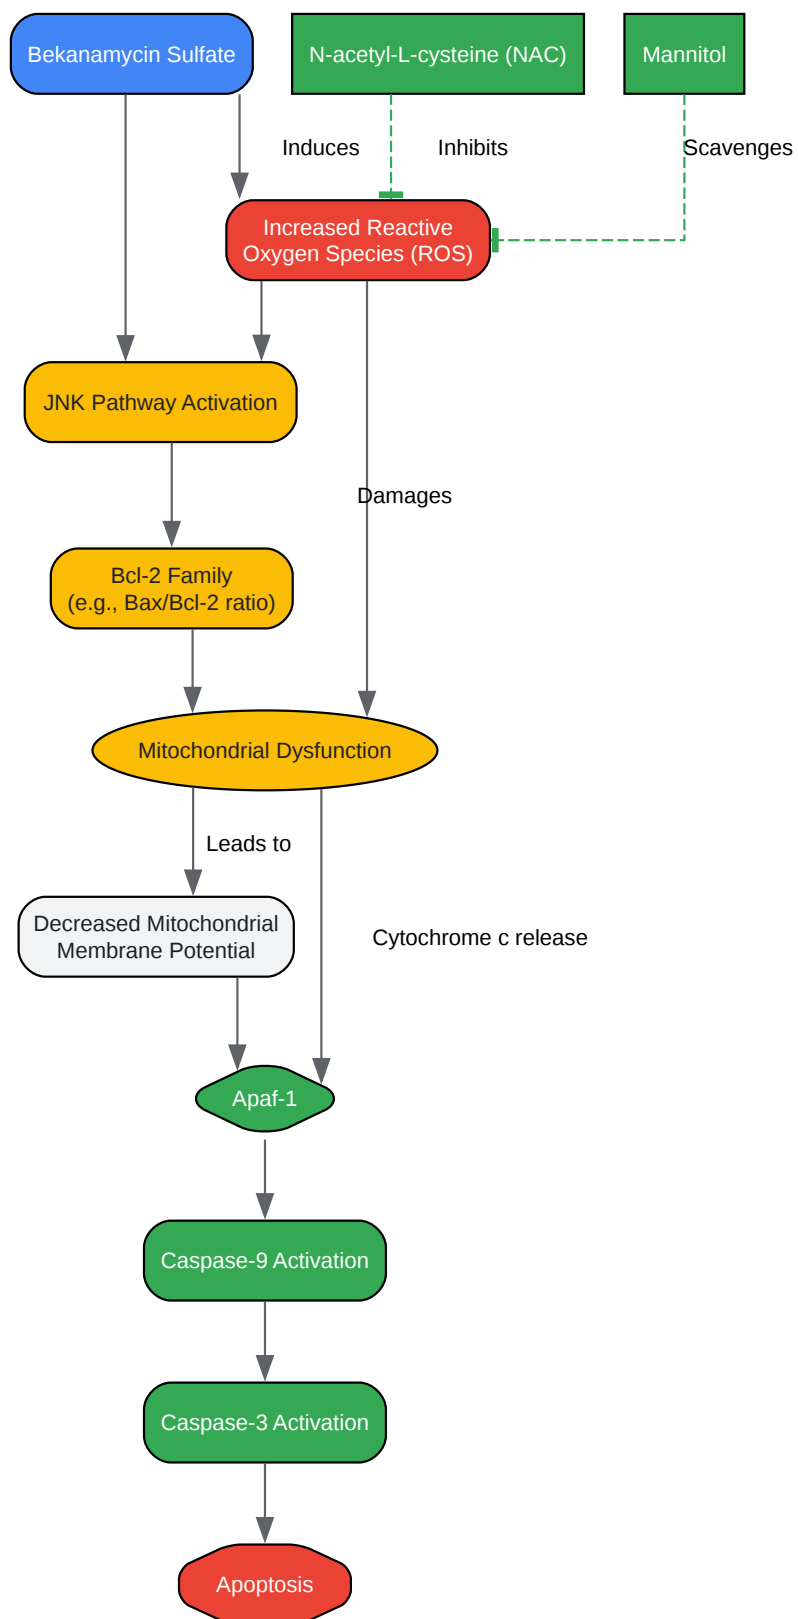 Bekanamycin Sulfate
N-acetyl-L-cysteine (NAC)
Mannitol
Induces
Inhibits
Scavenges
Increased Reactive
Oxygen Species (ROS)
JNK Pathway Activation
Damages
Bcl-2 Family
(e.g., Bax/Bcl-2 ratio)
Mitochondrial Dysfunction
Leads to
Decreased Mitochondrial
Membrane Potential
Cytochrome c release
Apaf-1
Caspase-9 Activation
Caspase-3 Activation
Apoptosis